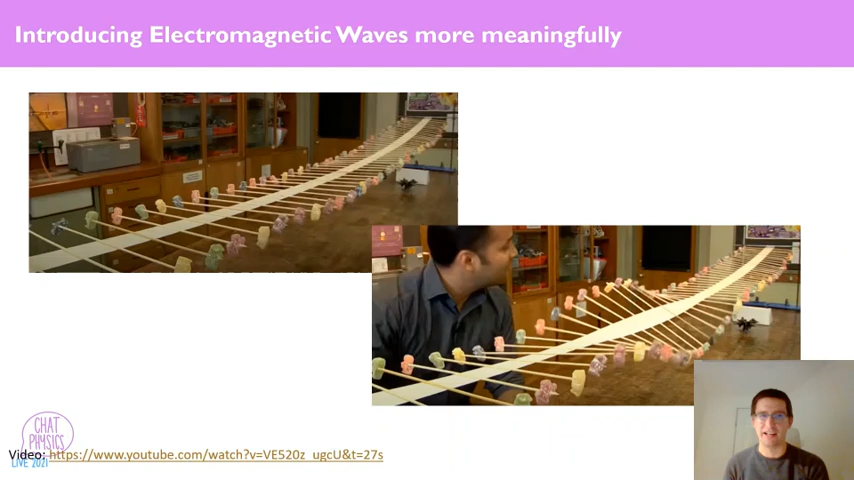 Introducing Electromagnetic Waves more meaningfully
CHAT
PHYSICS
LIVE 2021
Video: https://www.youtube.com/watch?v=VE520z_ugcU&t=27s